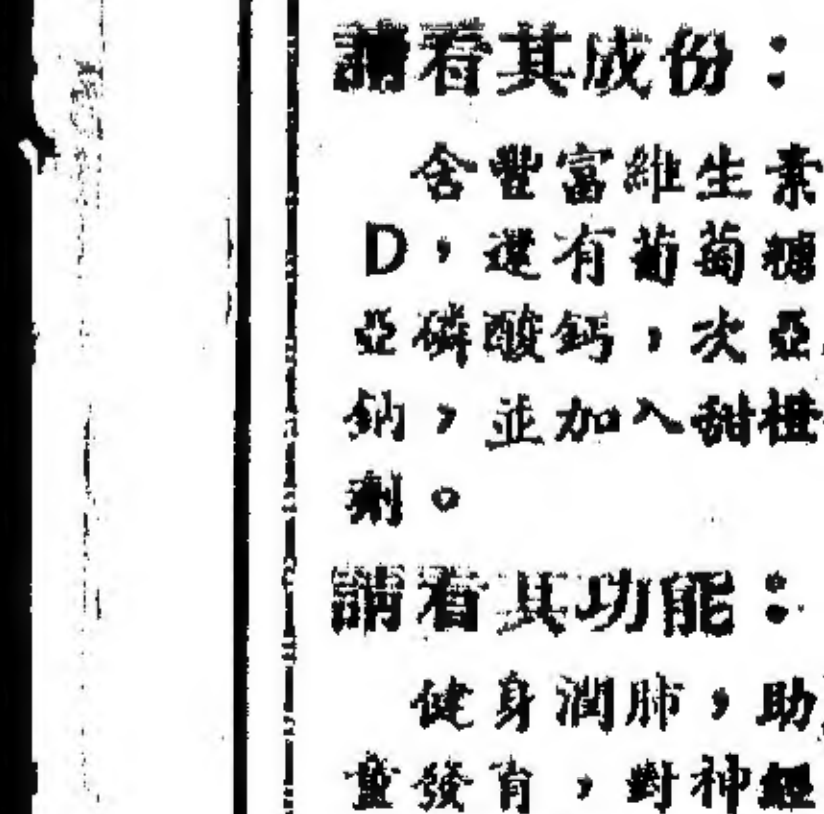 請看其成份：
含豐富維生素
D，還有葡萄糖
亞磷酸鈣，次亞
鈉，並加入甜橙
劑。
請看其功能：
健身潤肺，助
童發育，對神經